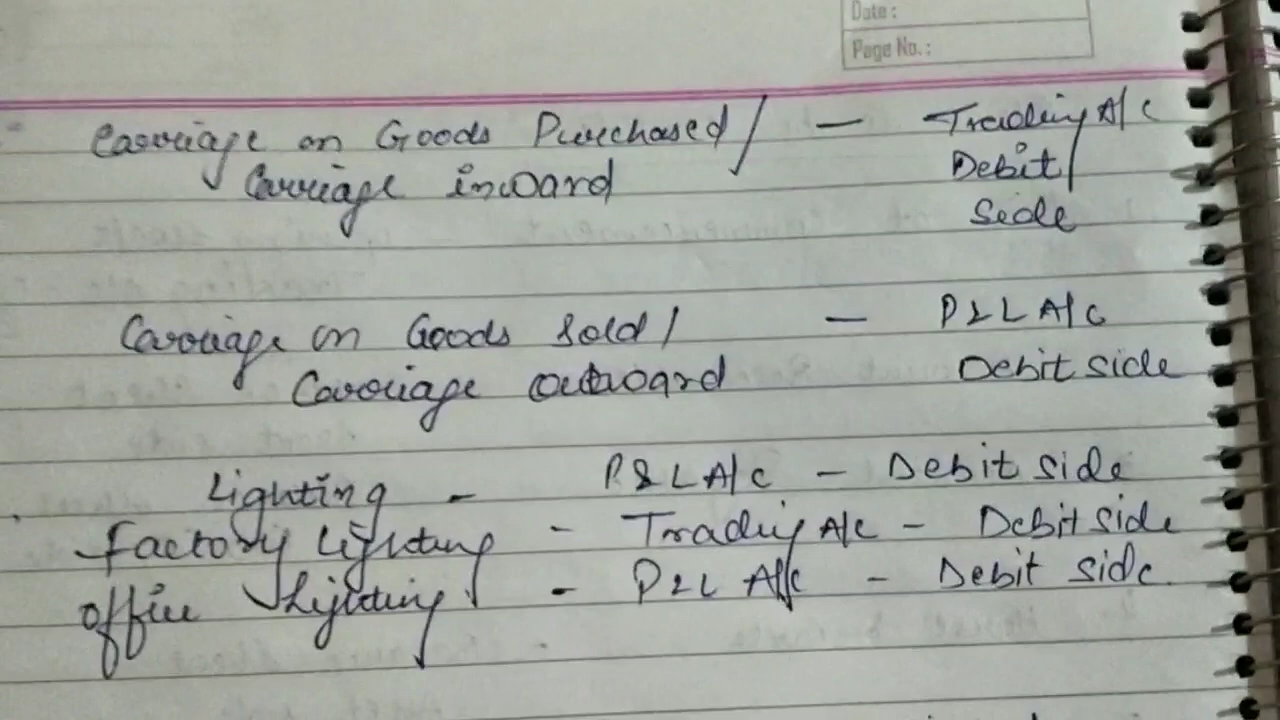 Date :
Page No. :
Carriage on Goods Purchased / — Trading A/c
Carriage inward Debit
Side
Carriage on Goods Sold / — P&L A/c
Carriage outward Debit side
Lighting - P&L A/c - Debit side
Factory Lighting - Trading A/c - Debit side
office Lighting - P&L A/c - Debit side